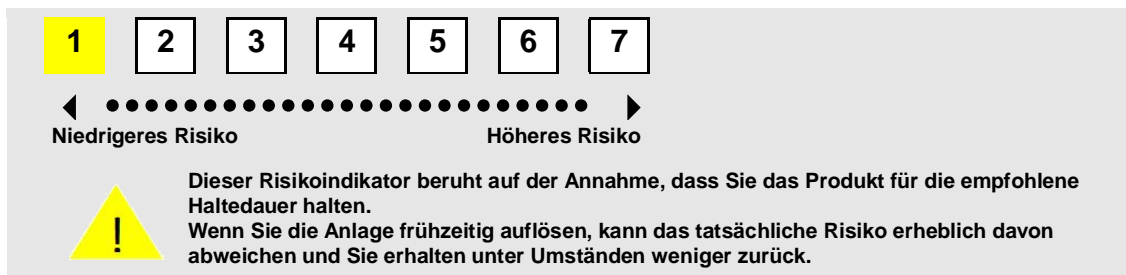 1 2 3 4 5 6 7
Niedrigeres Risiko Höheres Risiko
Dieser Risikoindikator beruht auf der Annahme, dass Sie das Produkt für die empfohlene
Haltedauer halten.
Wenn Sie die Anlage frühzeitig auflösen, kann das tatsächliche Risiko erheblich davon
abweichen und Sie erhalten unter Umständen weniger zurück.
!